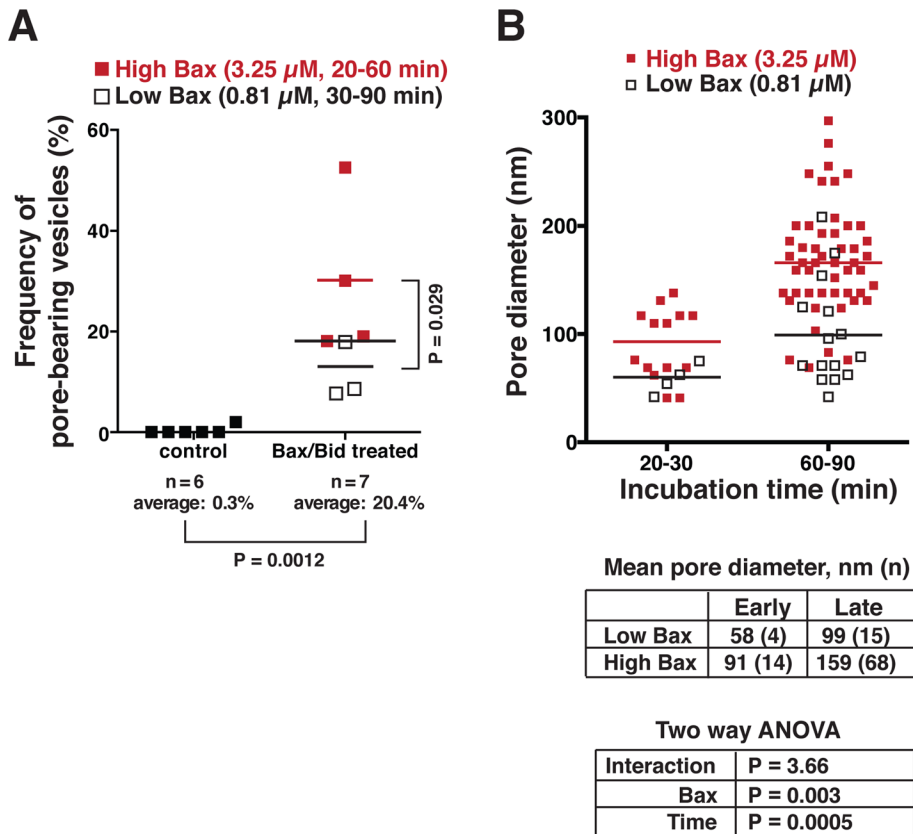 A
High Bax (3.25 µM, 20-60 min)
Low Bax (0.81 µM, 30-90 min)
Frequency of
pore-bearing vesicles (%)
60
40
20
0
P = 0.029
control
Bax/Bid treated
n=6
average: 0.3%
n=7
average: 20.4%
P = 0.0012
B
High Bax (3.25 µM)
Low Bax (0.81 µM)
Pore diameter (nm)
300
200
100
0
20-30
60-90
Incubation time (min)
Mean pore diameter, nm (n)
Early Late
Low Bax 58 (4) 99 (15)
High Bax 91 (14) 159 (68)
Two way ANOVA
Interaction P = 3.66
Bax P = 0.003
Time P = 0.0005